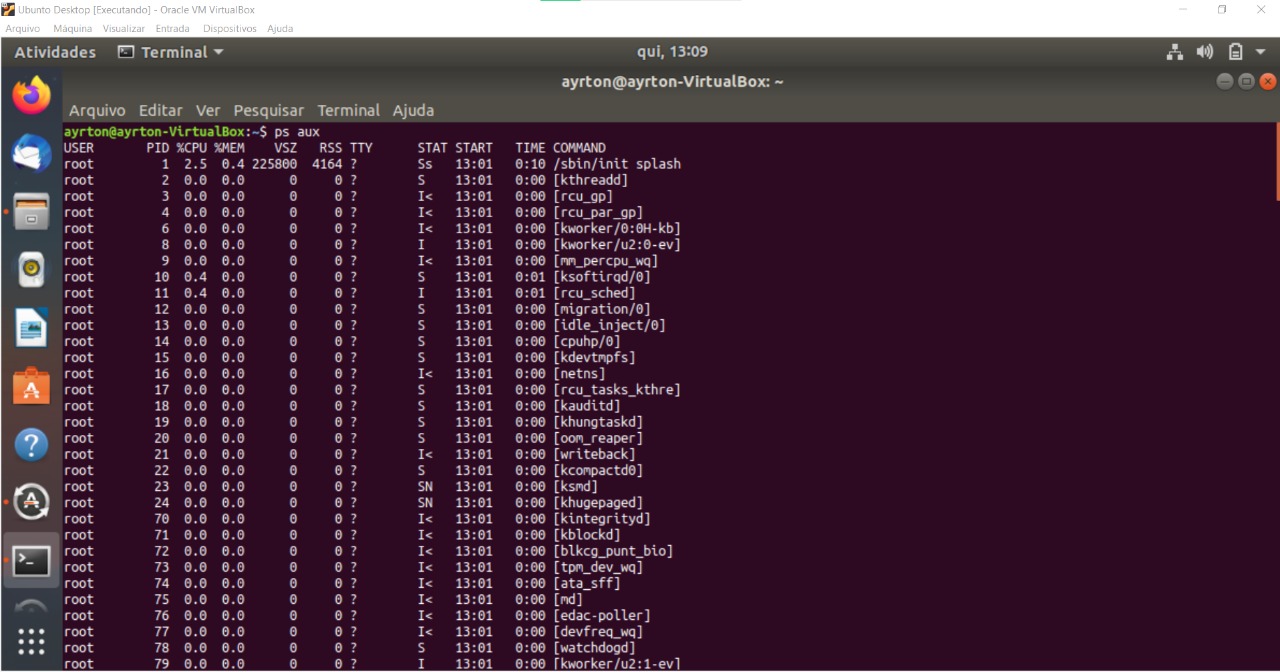 Ubunto Desktop [Executando] - Oracle VM VirtualBox
Arquivo Máquina Visualizar Entrada Dispositivos Ajuda
Atividades Terminal qui, 13:09
ayrton@ayrton-VirtualBox: ~
Arquivo Editar Ver Pesquisar Terminal Ajuda
ayrton@ayrton-VirtualBox:~$ ps aux
USER PID %CPU %MEM VSZ RSS TTY STAT START TIME COMMAND
root 1 2.5 0.4 225800 4164 ? Ss 13:01 0:10 /sbin/init splash
root 2 0.0 0.0 0 0 ? S 13:01 0:00 [kthreadd]
root 3 0.0 0.0 0 0 ? I< 13:01 0:00 [rcu_gp]
root 4 0.0 0.0 0 0 ? I< 13:01 0:00 [rcu_par_gp]
root 6 0.0 0.0 0 0 ? I< 13:01 0:00 [kworker/0:0H-kb]
root 8 0.0 0.0 0 0 ? I 13:01 0:00 [kworker/u2:0-ev]
root 9 0.0 0.0 0 0 ? I< 13:01 0:00 [mm_percpu_wq]
root 10 0.4 0.0 0 0 ? S 13:01 0:01 [ksoftirqd/0]
root 11 0.4 0.0 0 0 ? I 13:01 0:01 [rcu_sched]
root 12 0.0 0.0 0 0 ? S 13:01 0:00 [migration/0]
root 13 0.0 0.0 0 0 ? S 13:01 0:00 [idle_inject/0]
root 14 0.0 0.0 0 0 ? S 13:01 0:00 [cpuhp/0]
root 15 0.0 0.0 0 0 ? S 13:01 0:00 [kdevtmpfs]
root 16 0.0 0.0 0 0 ? I< 13:01 0:00 [netns]
root 17 0.0 0.0 0 0 ? S 13:01 0:00 [rcu_tasks_kthre]
root 18 0.0 0.0 0 0 ? S 13:01 0:00 [kauditd]
root 19 0.0 0.0 0 0 ? S 13:01 0:00 [khungtaskd]
root 20 0.0 0.0 0 0 ? S 13:01 0:00 [oom_reaper]
root 21 0.0 0.0 0 0 ? I< 13:01 0:00 [writeback]
root 22 0.0 0.0 0 0 ? S 13:01 0:00 [kcompactd0]
root 23 0.0 0.0 0 0 ? SN 13:01 0:00 [ksmd]
root 24 0.0 0.0 0 0 ? SN 13:01 0:00 [khugepaged]
root 70 0.0 0.0 0 0 ? I< 13:01 0:00 [kintegrityd]
root 71 0.0 0.0 0 0 ? I< 13:01 0:00 [kblockd]
root 72 0.0 0.0 0 0 ? I< 13:01 0:00 [blkcg_punt_bio]
root 73 0.0 0.0 0 0 ? I< 13:01 0:00 [tpm_dev_wq]
root 74 0.0 0.0 0 0 ? I< 13:01 0:00 [ata_sff]
root 75 0.0 0.0 0 0 ? I< 13:01 0:00 [md]
root 76 0.0 0.0 0 0 ? I< 13:01 0:00 [edac-poller]
root 77 0.0 0.0 0 0 ? I< 13:01 0:00 [devfreq_wq]
root 78 0.0 0.0 0 0 ? S 13:01 0:00 [watchdogd]
root 79 0.0 0.0 0 0 ? I 13:01 0:00 [kworker/u2:1-ev]